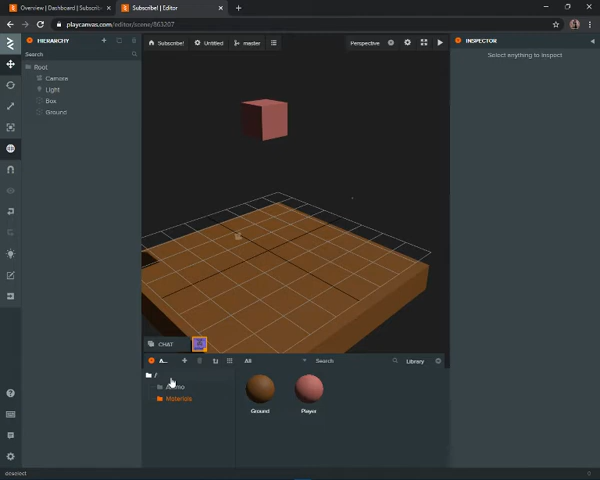 Overview | Dashboard | Subscrib
Subscribe! | Editor
playcanvas.com/editor/scene/863207
HIERARCHY
Search
Root
Camera
Light
Box
Ground
Subscribe!
Untitled
master
Perspective
INSPECTOR
Select anything to Inspect
CHAT
A...
All
Search
Library
/
Materials
Ground
Player
deselect